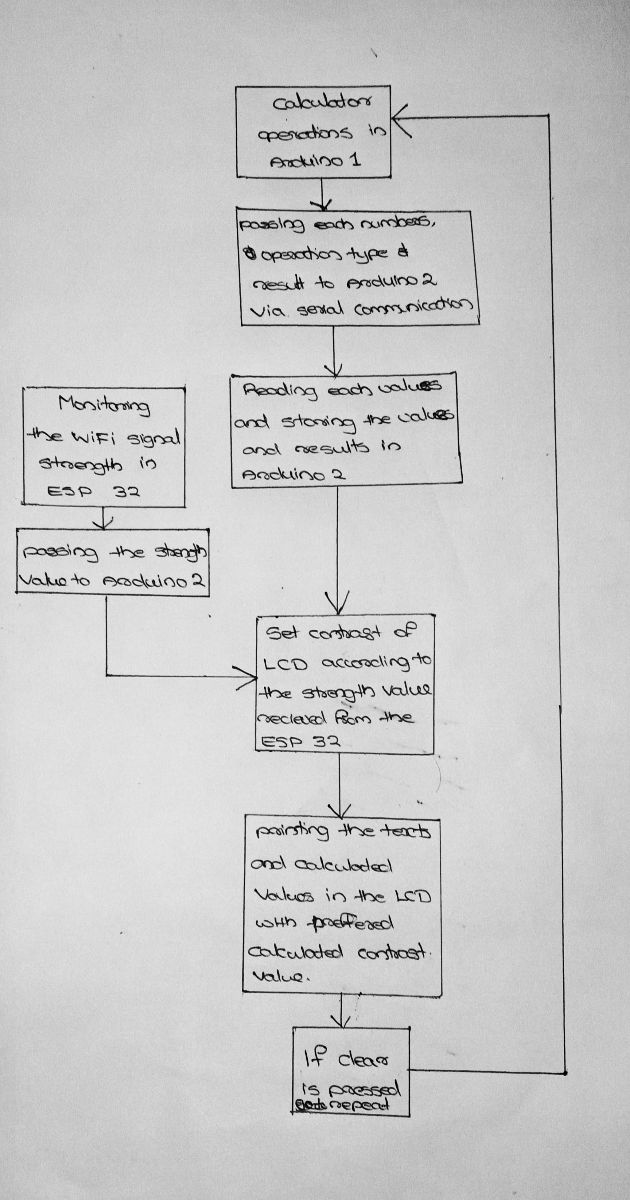 Calculator
operations in
Arduino 1
passing each numbers,
operation type &
result to Arduino 2
via serial communication
Reading each values
and storing the values
and results in
Arduino 2
Monitoring
the WiFi signal
strength in
ESP 32
passing the strength
value to Arduino 2
Set contrast of
LCD according to
the strength value
recieved from the
ESP 32
printing the texts
and calculated
values in the LCD
with preffered
calculated contrast
value.
If clear
is pressed
repeat